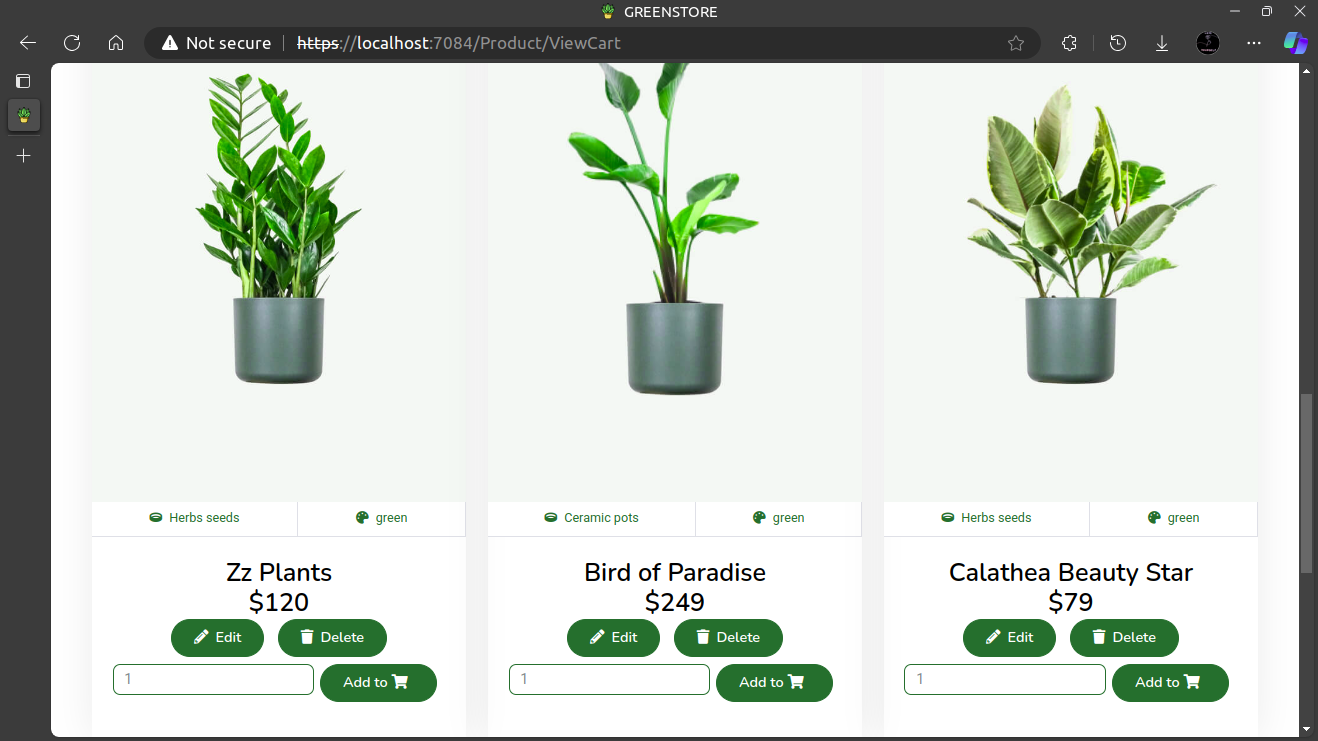 GREENSTORE
Not secure https://localhost:7084/Product/ViewCart
Herbs seeds green
Ceramic pots green
Herbs seeds green
Zz Plants
$120
Edit Delete
1 Add to
Bird of Paradise
$249
Edit Delete
1 Add to
Calathea Beauty Star
$79
Edit Delete
1 Add to